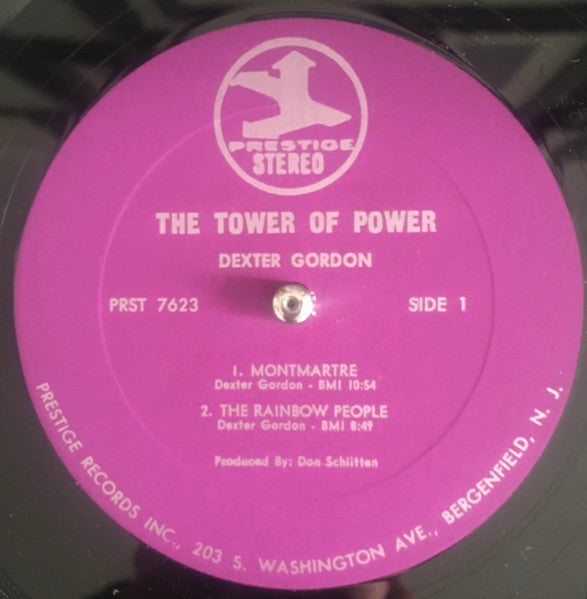 PRESTIGE
STEREO
THE TOWER OF POWER
DEXTER GORDON
PRST 7623
SIDE 1
1. MONTMARTRE
Dexter Gordon - BMI 10:54
2. THE RAINBOW PEOPLE
Dexter Gordon - BMI 8:49
Produced By: Don Schlitten
PRESTIGE RECORDS INC., 203 S. WASHINGTON AVE., BERGENFIELD, N. J.